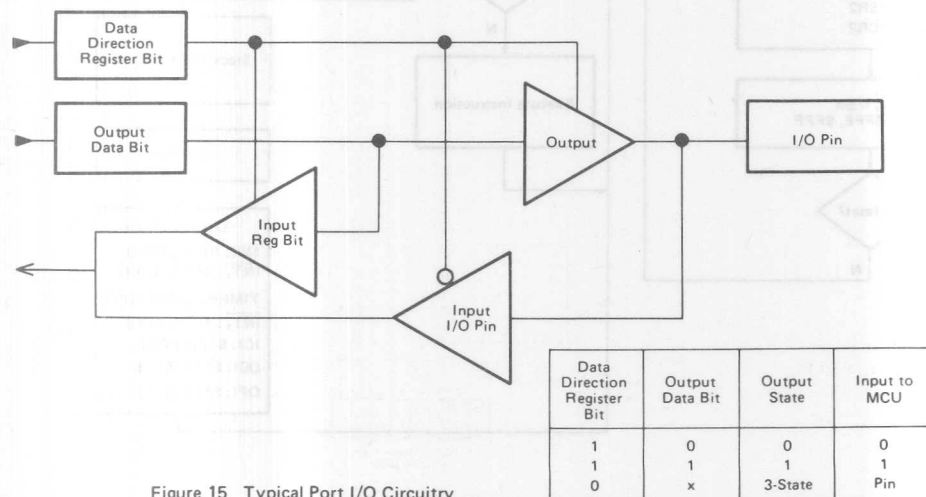 Data
Direction
Register Bit
Output
Data Bit
Output
I/O Pin
Input
Reg Bit
Input
I/O Pin
Data
Direction
Register
Bit
Output
Data Bit
Output
State
Input to
MCU
1 0 0 0
1 1 1 1
0 x 3-State Pin
Figure 15 Typical Port I/O Circuitry